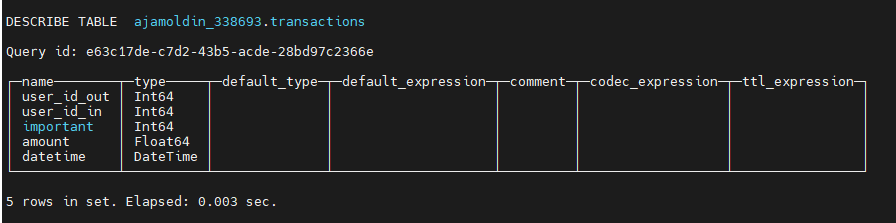 DESCRIBE TABLE ajamoldin_338693.transactions
Query id: e63c17de-c7d2-43b5-acde-28bd97c2366e
name type default_type default_expression comment codec_expression ttl_expression
user_id_out Int64
user_id_in Int64
important Int64
amount Float64
datetime DateTime
5 rows in set. Elapsed: 0.003 sec.